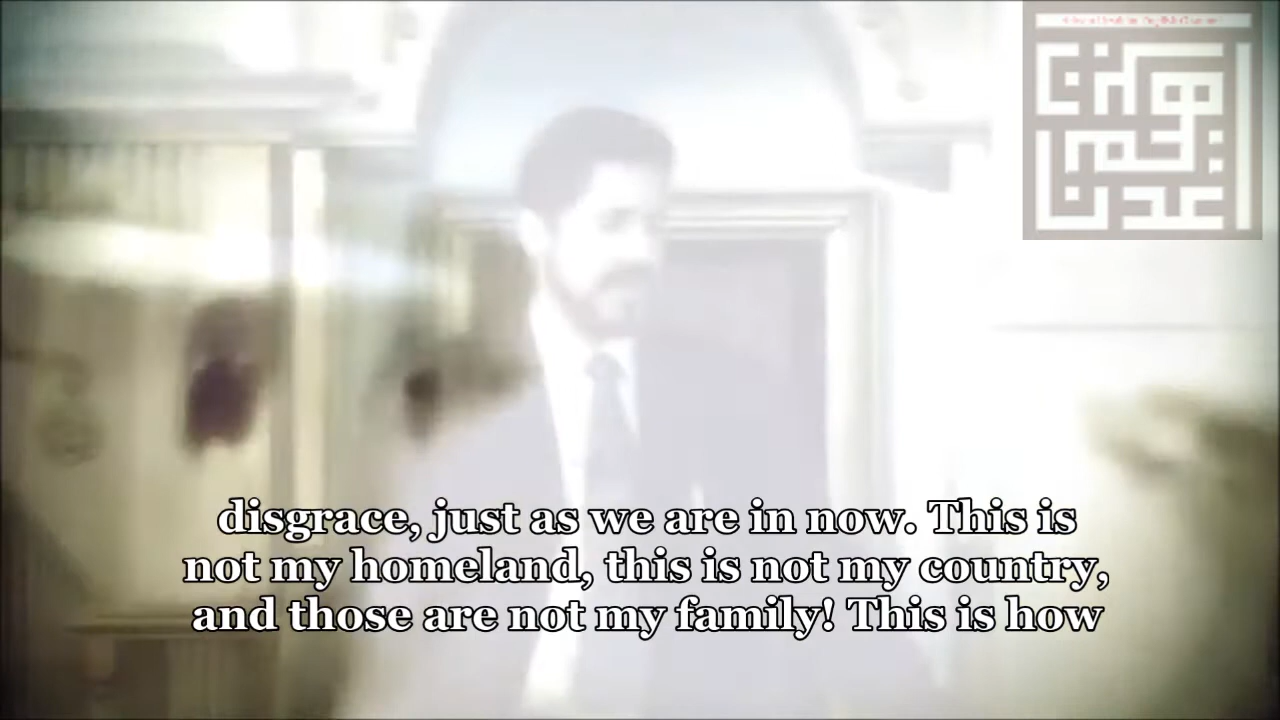 disgrace, just as we are in now. This is
not my homeland, this is not my country,
and those are not my family! This is how